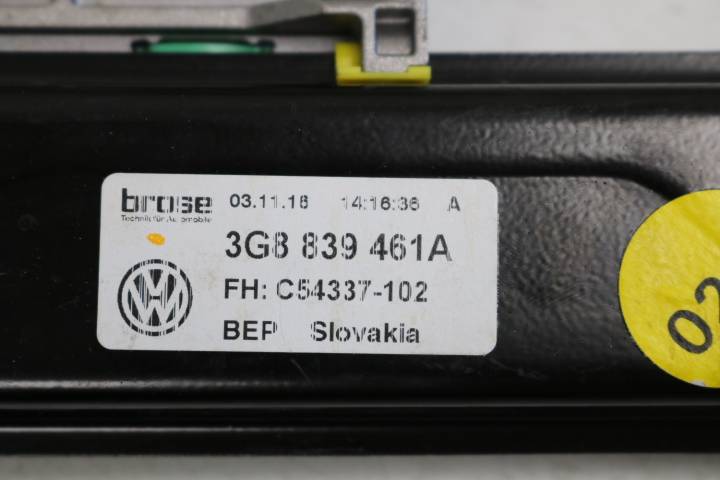 brose 03.11.16 14:16:36 A
Technik für Automobile
3G8 839 461A
FH: C54337-102
BEP Slovakia
02